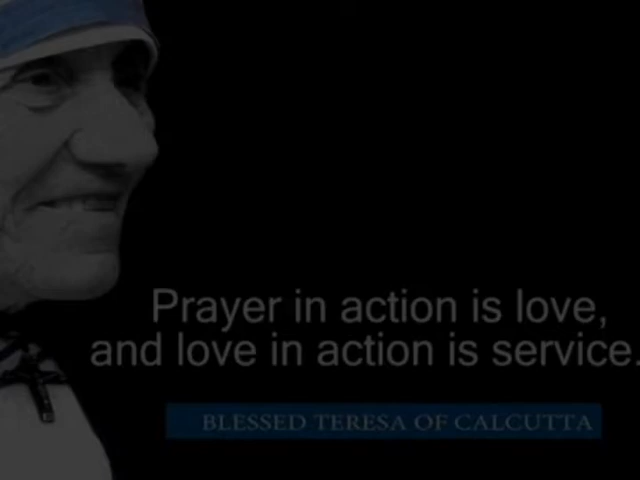 Prayer in action is love,
and love in action is service.
BLESSED TERESA OF CALCUTTA